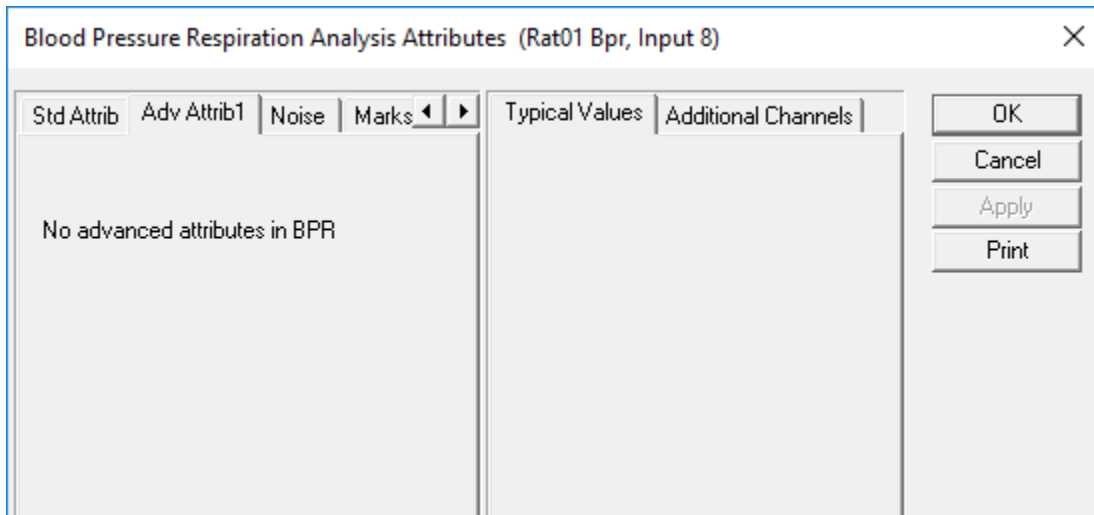 Blood Pressure Respiration Analysis Attributes (Rat01 Bpr, Input 8)
Std Attrib Adv Attrib1 Noise Marks
Typical Values Additional Channels
OK
Cancel
Apply
Print
No advanced attributes in BPR